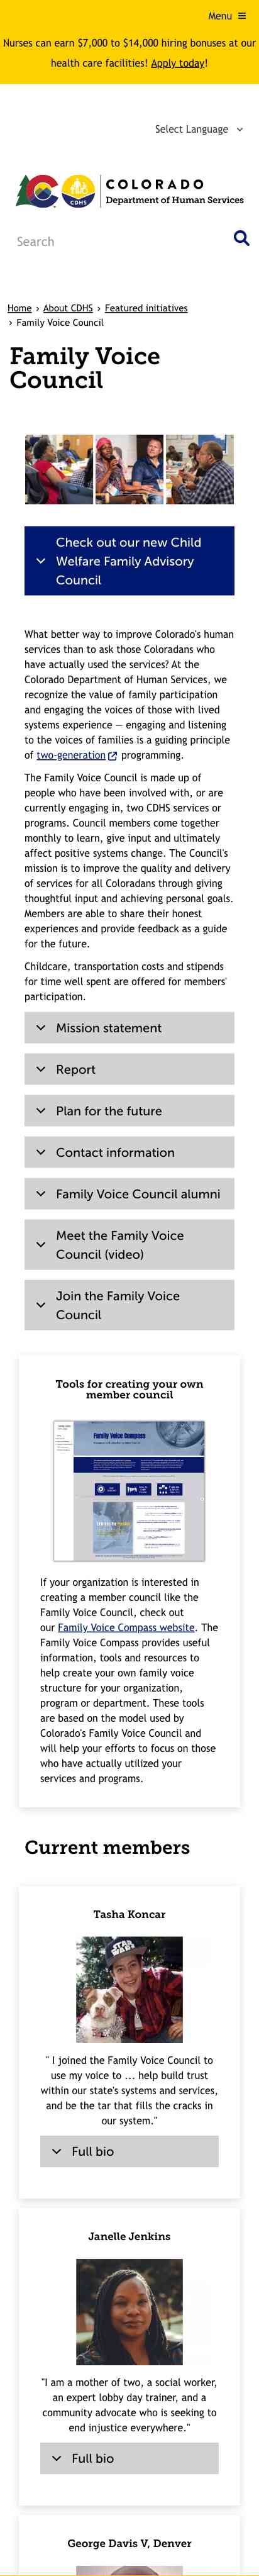 Menu
Nurses can earn $7,000 to $14,000 hiring bonuses at our
health care facilities! Apply today!
Select Language
CDHS
COLORADO
Department of Human Services
Search
Home › About CDHS › Featured initiatives
› Family Voice Council
Family Voice
Council
Check out our new Child
Welfare Family Advisory
Council
What better way to improve Colorado's human
services than to ask those Coloradans who
have actually used the services? At the
Colorado Department of Human Services, we
recognize the value of family participation
and engaging the voices of those with lived
systems experience — engaging and listening
to the voices of families is a guiding principle
of two-generation programming.
The Family Voice Council is made up of
people who have been involved with, or are
currently engaging in, two CDHS services or
programs. Council members come together
monthly to learn, give input and ultimately
affect positive systems change. The Council's
mission is to improve the quality and delivery
of services for all Coloradans through giving
thoughtful input and achieving personal goals.
Members are able to share their honest
experiences and provide feedback as a guide
for the future.
Childcare, transportation costs and stipends
for time well spent are offered for members'
participation.
Mission statement
Report
Plan for the future
Contact information
Family Voice Council alumni
Meet the Family Voice
Council (video)
Join the Family Voice
Council
Tools for creating your own
member council
Family Voice Compass
If your organization is interested in
creating a member council like the
Family Voice Council, check out
our Family Voice Compass website. The
Family Voice Compass provides useful
information, tools and resources to
help create your own family voice
structure for your organization,
program or department. These tools
are based on the model used by
Colorado's Family Voice Council and
will help your efforts to focus on those
who have actually utilized your
services and programs.
Current members
Tasha Koncar
STAR
WARS
" I joined the Family Voice Council to
use my voice to ... help build trust
within our state's systems and services,
and be the tar that fills the cracks in
our system."
Full bio
Janelle Jenkins
"I am a mother of two, a social worker,
an expert lobby day trainer, and a
community advocate who is seeking to
end injustice everywhere."
Full bio
George Davis V, Denver